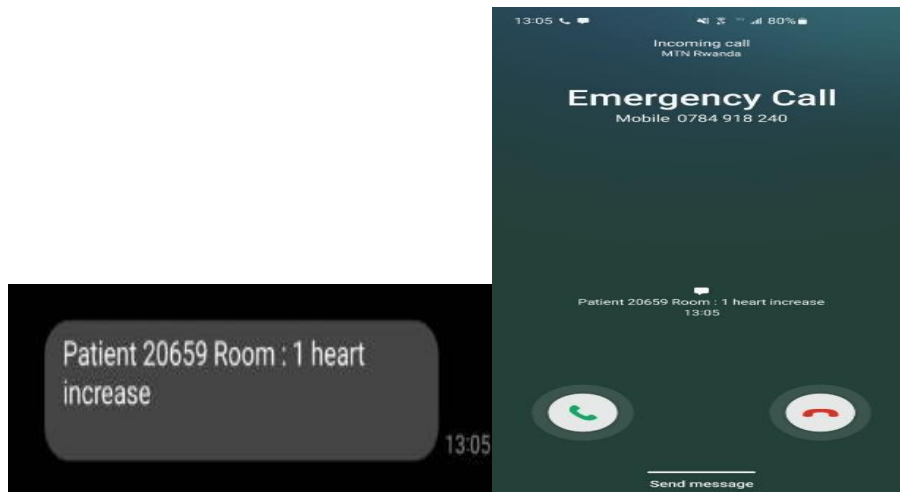 Patient 20659 Room : 1 heart
increase
13:05
13:05 80%
Incoming call
MTN Rwanda
Emergency Call
Mobile 0784 918 240
Patient 20659 Room : 1 heart increase
13:05
Send message